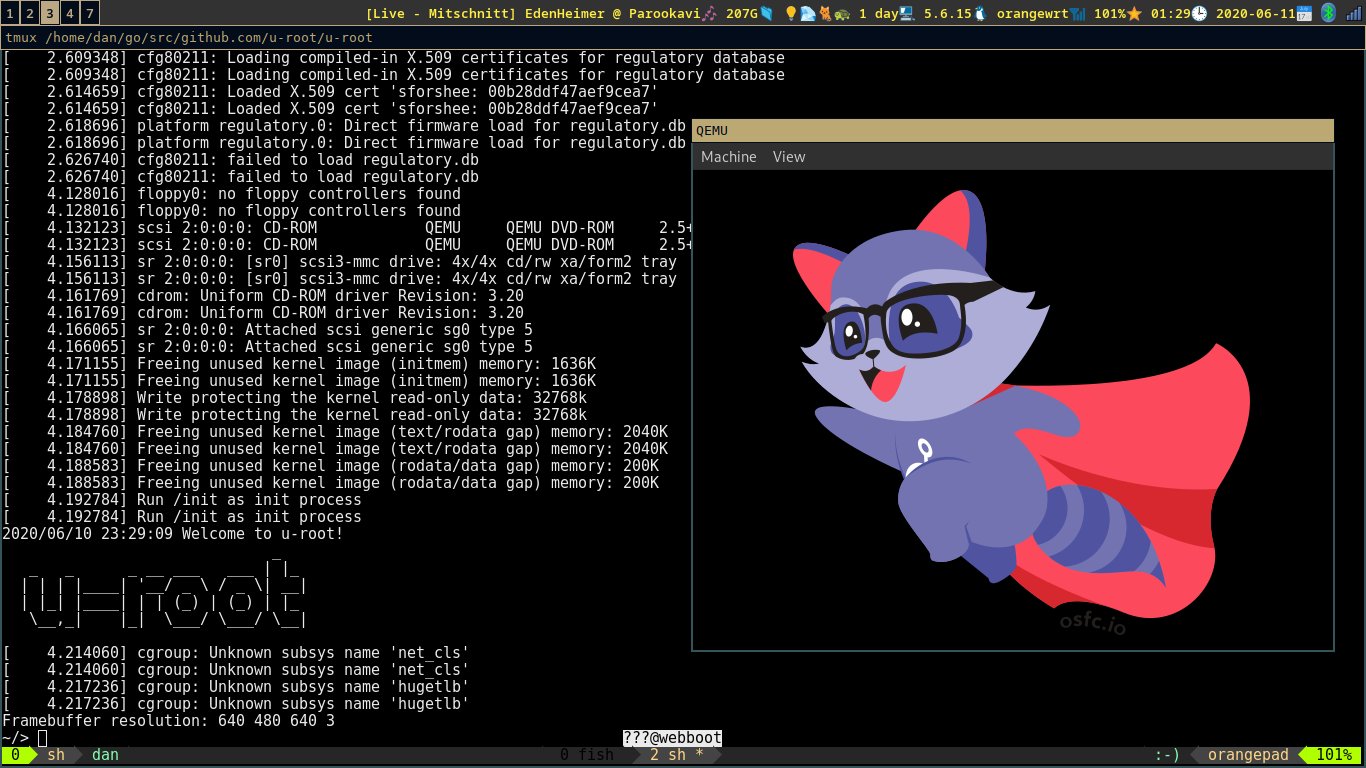 1 2 3 4 7 [Live - Mitschnitt] EdenHeimer @ Parookavi 207G 1 day 5.6.15 orangewrt 101% 01:29 2020-06-11
tmux /home/dan/go/src/github.com/u-root/u-root
[    2.609348] cfg80211: Loading compiled-in X.509 certificates for regulatory database
[    2.609348] cfg80211: Loading compiled-in X.509 certificates for regulatory database
[    2.614659] cfg80211: Loaded X.509 cert 'sforshee: 00b28ddf47aef9cea7'
[    2.614659] cfg80211: Loaded X.509 cert 'sforshee: 00b28ddf47aef9cea7'
[    2.618696] platform regulatory.0: Direct firmware load for regulatory.db
[    2.618696] platform regulatory.0: Direct firmware load for regulatory.db
[    2.626740] cfg80211: failed to load regulatory.db
[    2.626740] cfg80211: failed to load regulatory.db
[    4.128016] floppy0: no floppy controllers found
[    4.128016] floppy0: no floppy controllers found
[    4.132123] scsi 2:0:0:0: CD-ROM            QEMU     QEMU DVD-ROM     2.5+
[    4.132123] scsi 2:0:0:0: CD-ROM            QEMU     QEMU DVD-ROM     2.5+
[    4.156113] sr 2:0:0:0: [sr0] scsi3-mmc drive: 4x/4x cd/rw xa/form2 tray
[    4.156113] sr 2:0:0:0: [sr0] scsi3-mmc drive: 4x/4x cd/rw xa/form2 tray
[    4.161769] cdrom: Uniform CD-ROM driver Revision: 3.20
[    4.161769] cdrom: Uniform CD-ROM driver Revision: 3.20
[    4.166065] sr 2:0:0:0: Attached scsi generic sg0 type 5
[    4.166065] sr 2:0:0:0: Attached scsi generic sg0 type 5
[    4.171155] Freeing unused kernel image (initmem) memory: 1636K
[    4.171155] Freeing unused kernel image (initmem) memory: 1636K
[    4.178898] Write protecting the kernel read-only data: 32768k
[    4.178898] Write protecting the kernel read-only data: 32768k
[    4.184760] Freeing unused kernel image (text/rodata gap) memory: 2040K
[    4.184760] Freeing unused kernel image (text/rodata gap) memory: 2040K
[    4.188583] Freeing unused kernel image (rodata/data gap) memory: 200K
[    4.188583] Freeing unused kernel image (rodata/data gap) memory: 200K
[    4.192784] Run /init as init process
[    4.192784] Run /init as init process
2020/06/10 23:29:09 Welcome to u-root!
u-root
[    4.214060] cgroup: Unknown subsys name 'net_cls'
[    4.214060] cgroup: Unknown subsys name 'net_cls'
[    4.217236] cgroup: Unknown subsys name 'hugetlb'
[    4.217236] cgroup: Unknown subsys name 'hugetlb'
Framebuffer resolution: 640 480 640 3
~/>
???@webboot
0 sh dan 0 fish 2 sh * :-) orangepad 101%
QEMU
Machine View
osfc.io